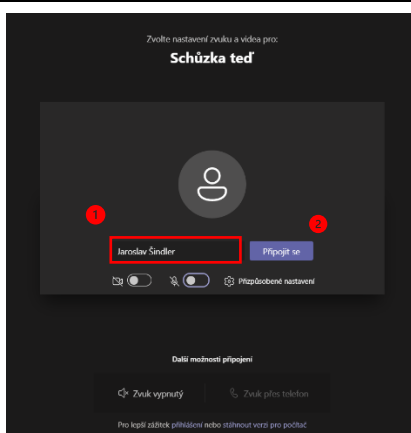 Zvolte nastavení zvuku a videa pro:
Schůzka teď
1
2
Jaroslav Šindler
Připojit se
Přizpůsobené nastavení
Další možnosti připojení
Zvuk vypnutý
Zvuk přes telefon
Pro lepší zážitek přihlášení nebo stáhnout verzi pro počítač